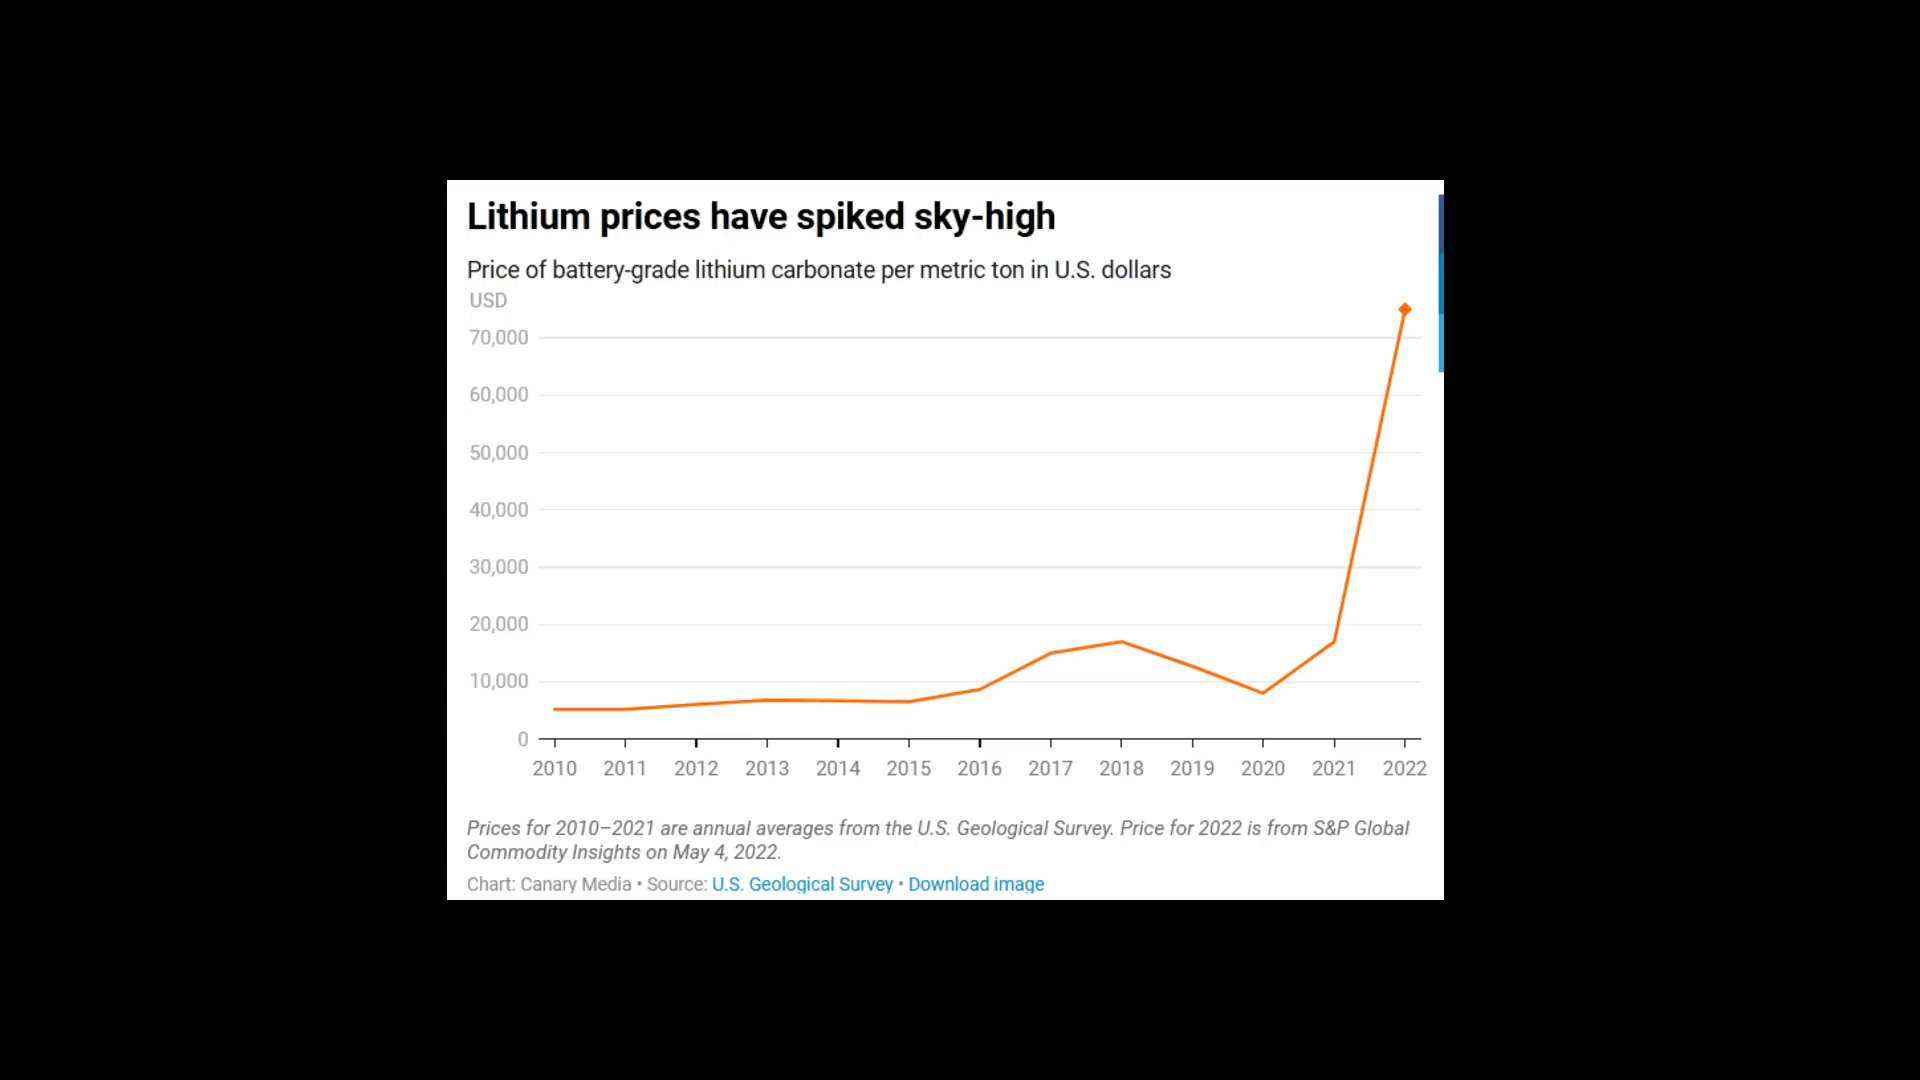 Lithium prices have spiked sky-high
Price of battery-grade lithium carbonate per metric ton in U.S. dollars
USD
70,000
60,000
50,000
40,000
30,000
20,000
10,000
0
2010 2011 2012 2013 2014 2015 2016 2017 2018 2019 2020 2021 2022
Prices for 2010–2021 are annual averages from the U.S. Geological Survey. Price for 2022 is from S&P Global
Commodity Insights on May 4, 2022.
Chart: Canary Media • Source: U.S. Geological Survey • Download image